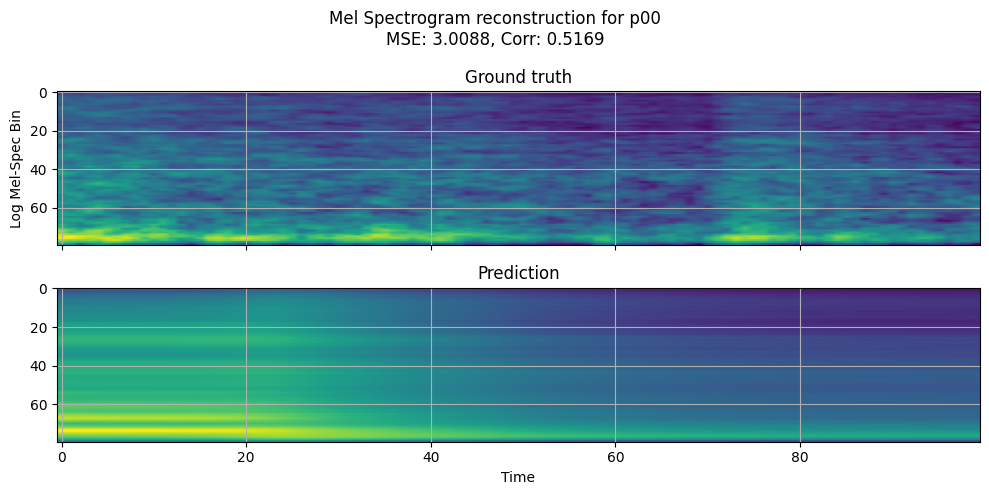 Mel Spectrogram reconstruction for p00
MSE: 3.0088, Corr: 0.5169
Ground truth
Log Mel-Spec Bin
0
20
40
60
Prediction
0
20
40
60
0
20
40
60
80
Time